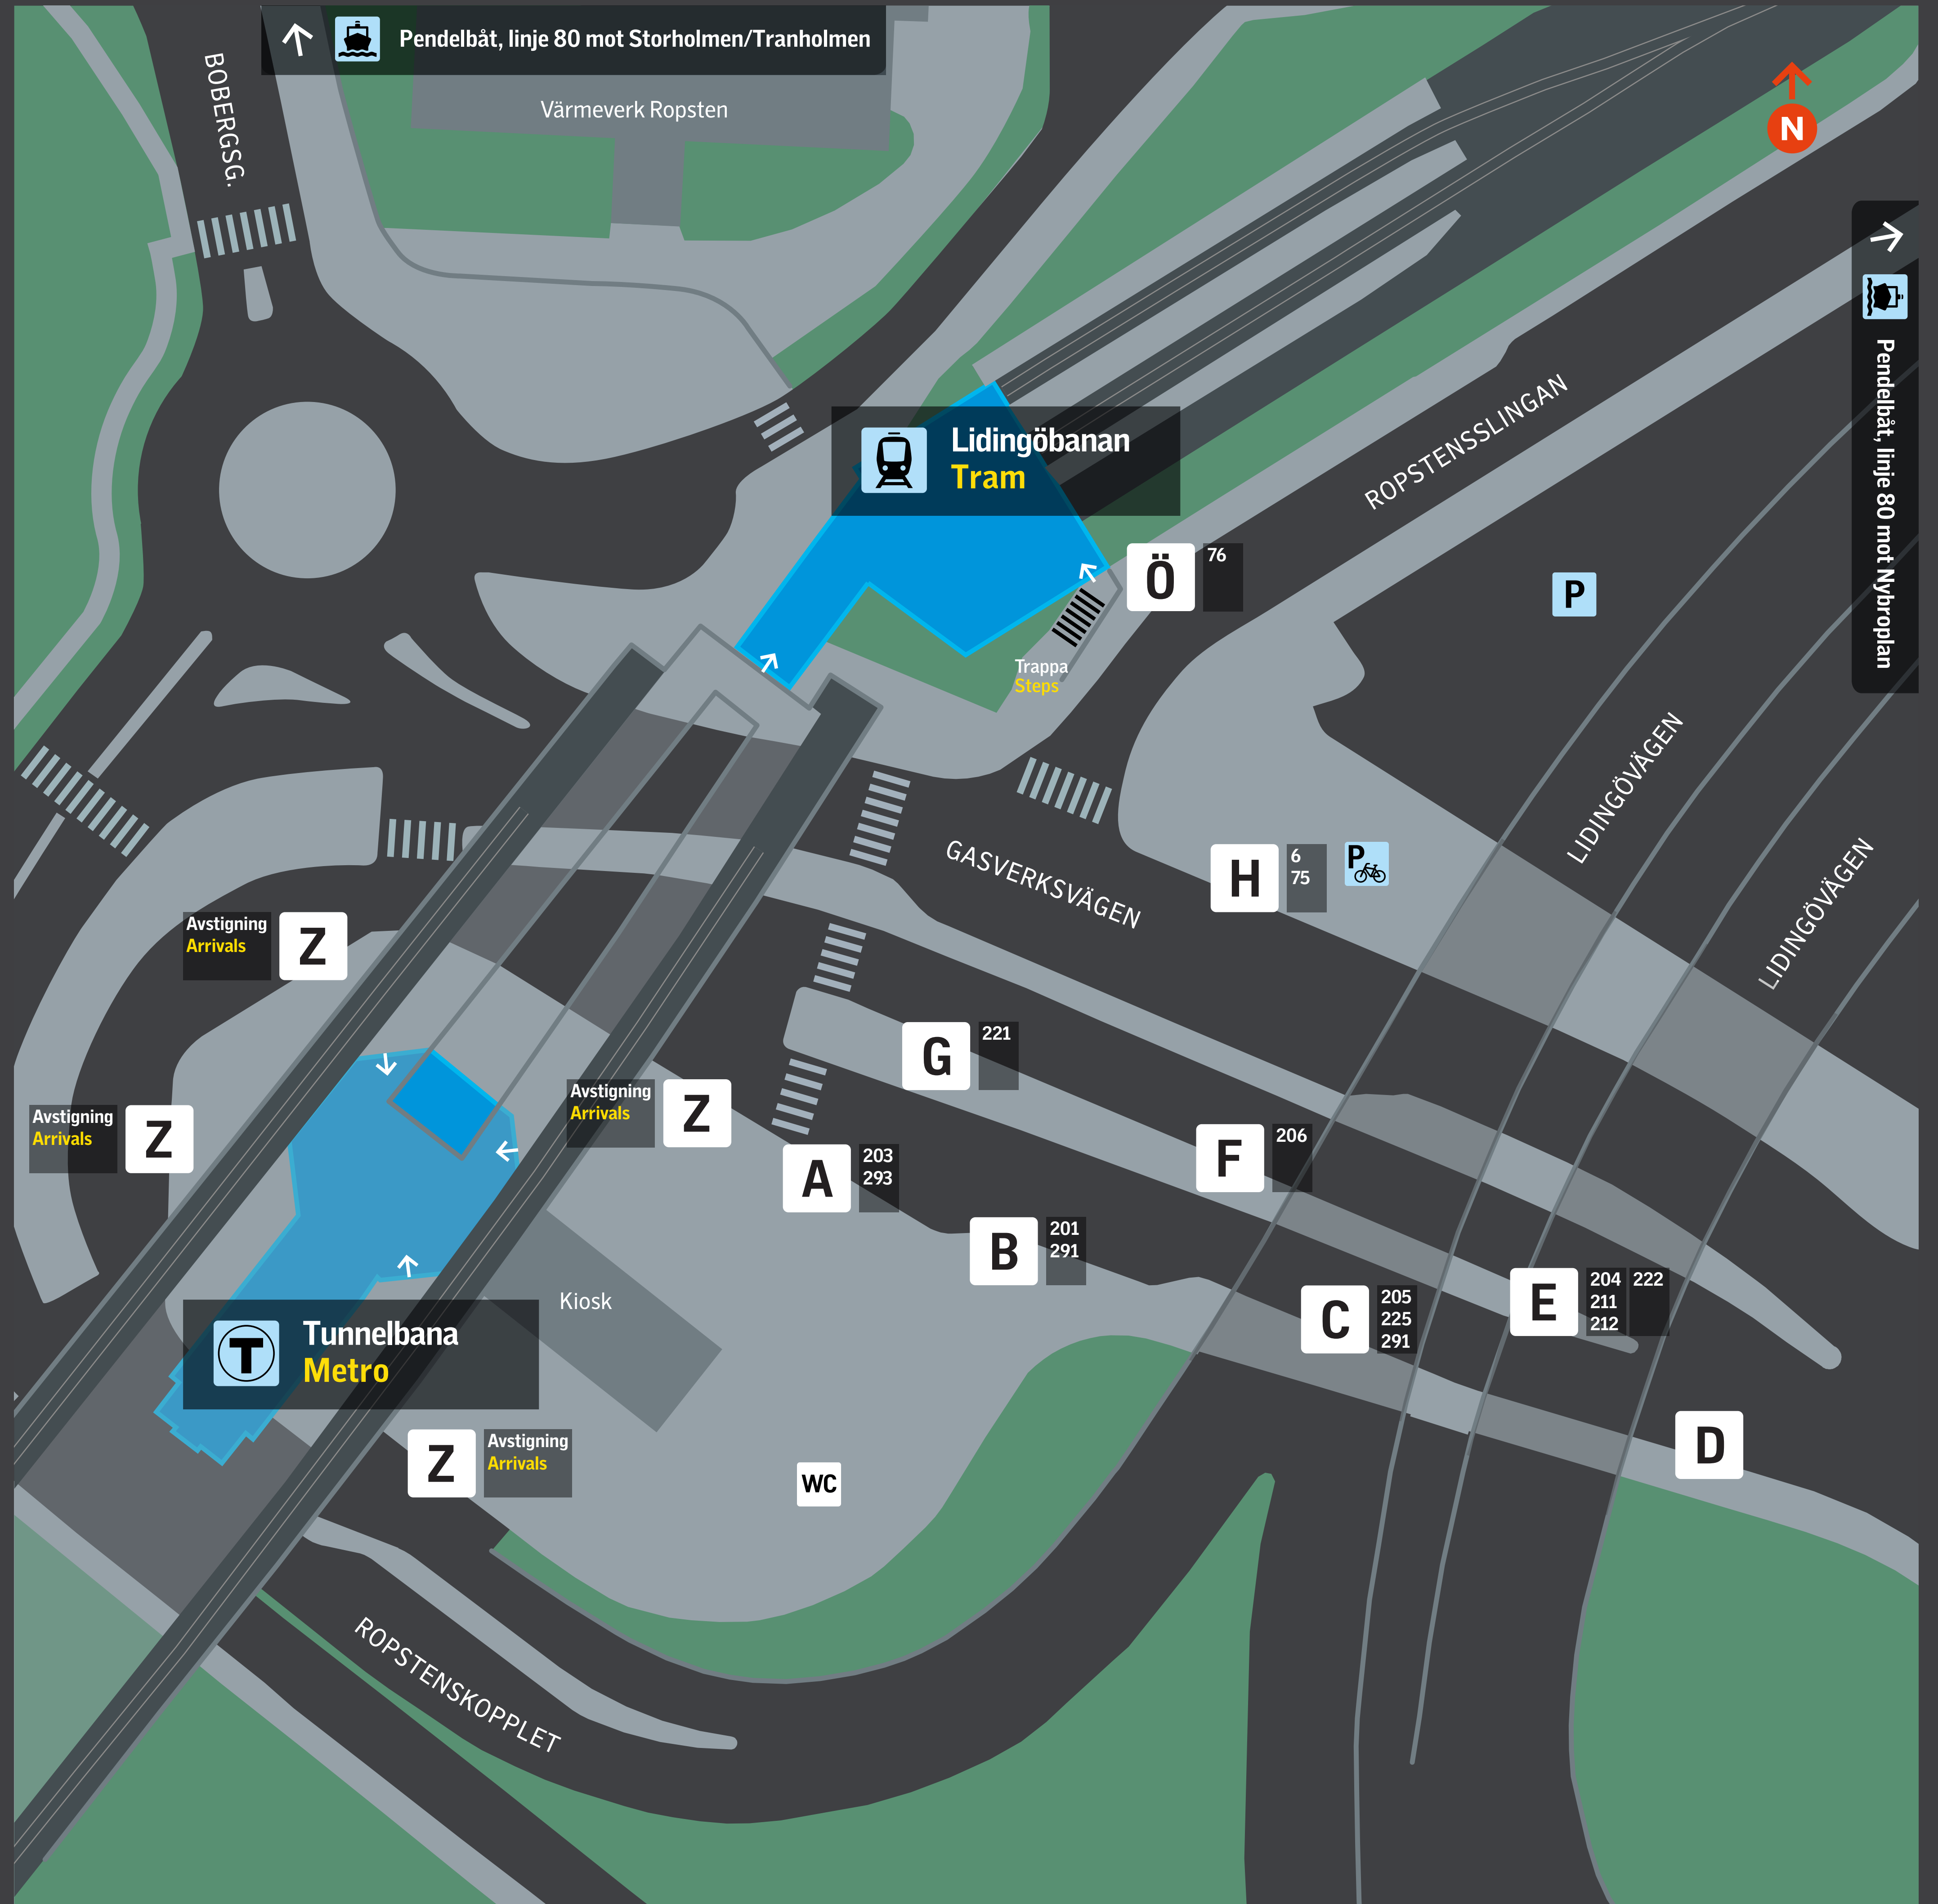 Pendelbåt, linje 80 mot Storholmen/Tranholmen
BOBERGSG.
Värmeverk Ropsten
N
Pendelbåt, linje 80 mot Nybroplan
Lidingöbanan
Tram
ROPSTENSSLINGAN
Ö
76
P
Trappa
Steps
LIDINGÖVÄGEN
LIDINGÖVÄGEN
GASVERKSVÄGEN
H
6
75
P
Avstigning
Arrivals
Z
G
221
Avstigning
Arrivals
Z
Avstigning
Arrivals
Z
F
206
A
203
293
B
201
291
E
204 222
211
212
C
205
225
291
Kiosk
T
Tunnelbana
Metro
D
Z
Avstigning
Arrivals
WC
ROPSTENSKOPPLET